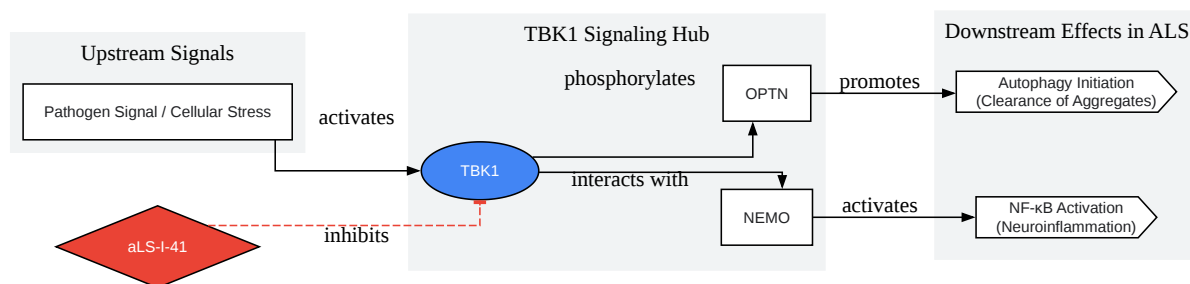 Upstream Signals
Pathogen Signal / Cellular Stress
activates
aLS-I-41
inhibits
TBK1 Signaling Hub
phosphorylates
TBK1
interacts with
OPTN
NEMO
promotes
activates
Downstream Effects in ALS
Autophagy Initiation
(Clearance of Aggregates)
NF-κB Activation
(Neuroinflammation)